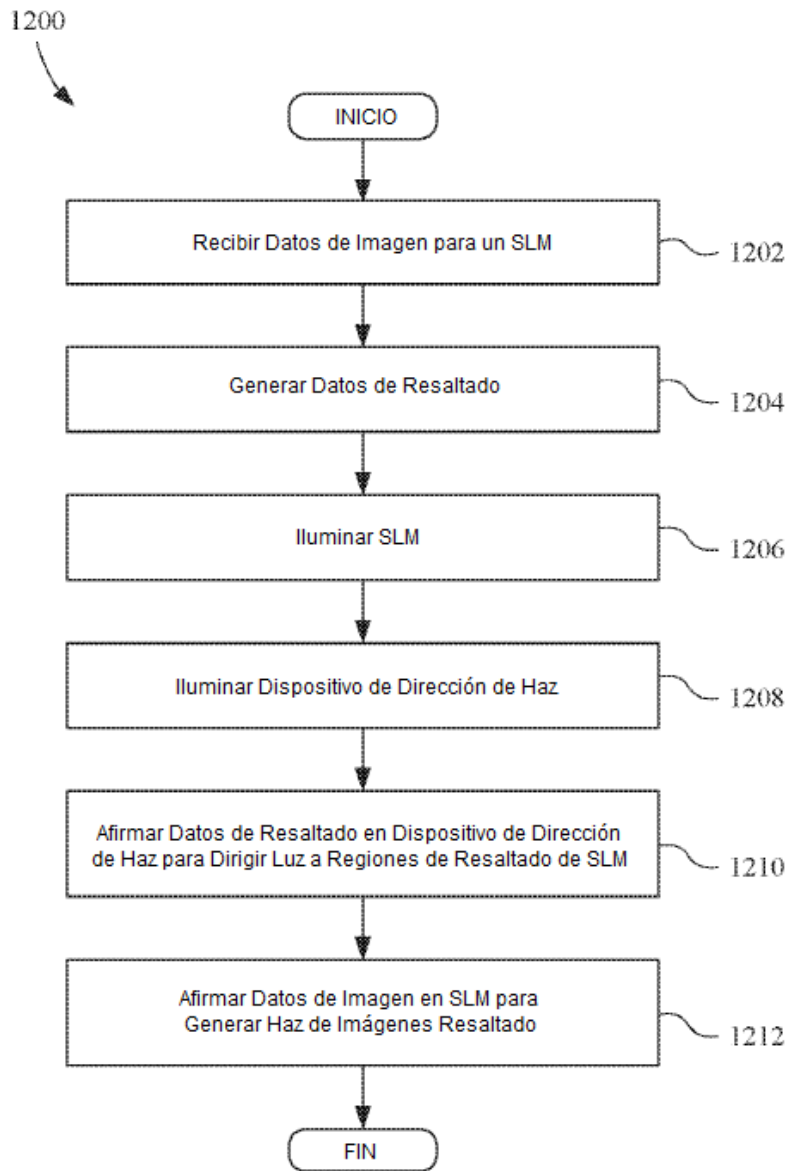 1200
INICIO
Recibir Datos de Imagen para un SLM
1202
Generar Datos de Resaltado
1204
Iluminar SLM
1206
Iluminar Dispositivo de Dirección de Haz
1208
Afirmar Datos de Resaltado en Dispositivo de Dirección
de Haz para Dirigir Luz a Regiones de Resaltado de SLM
1210
Afirmar Datos de Imagen en SLM para
Generar Haz de Imágenes Resaltado
1212
FIN